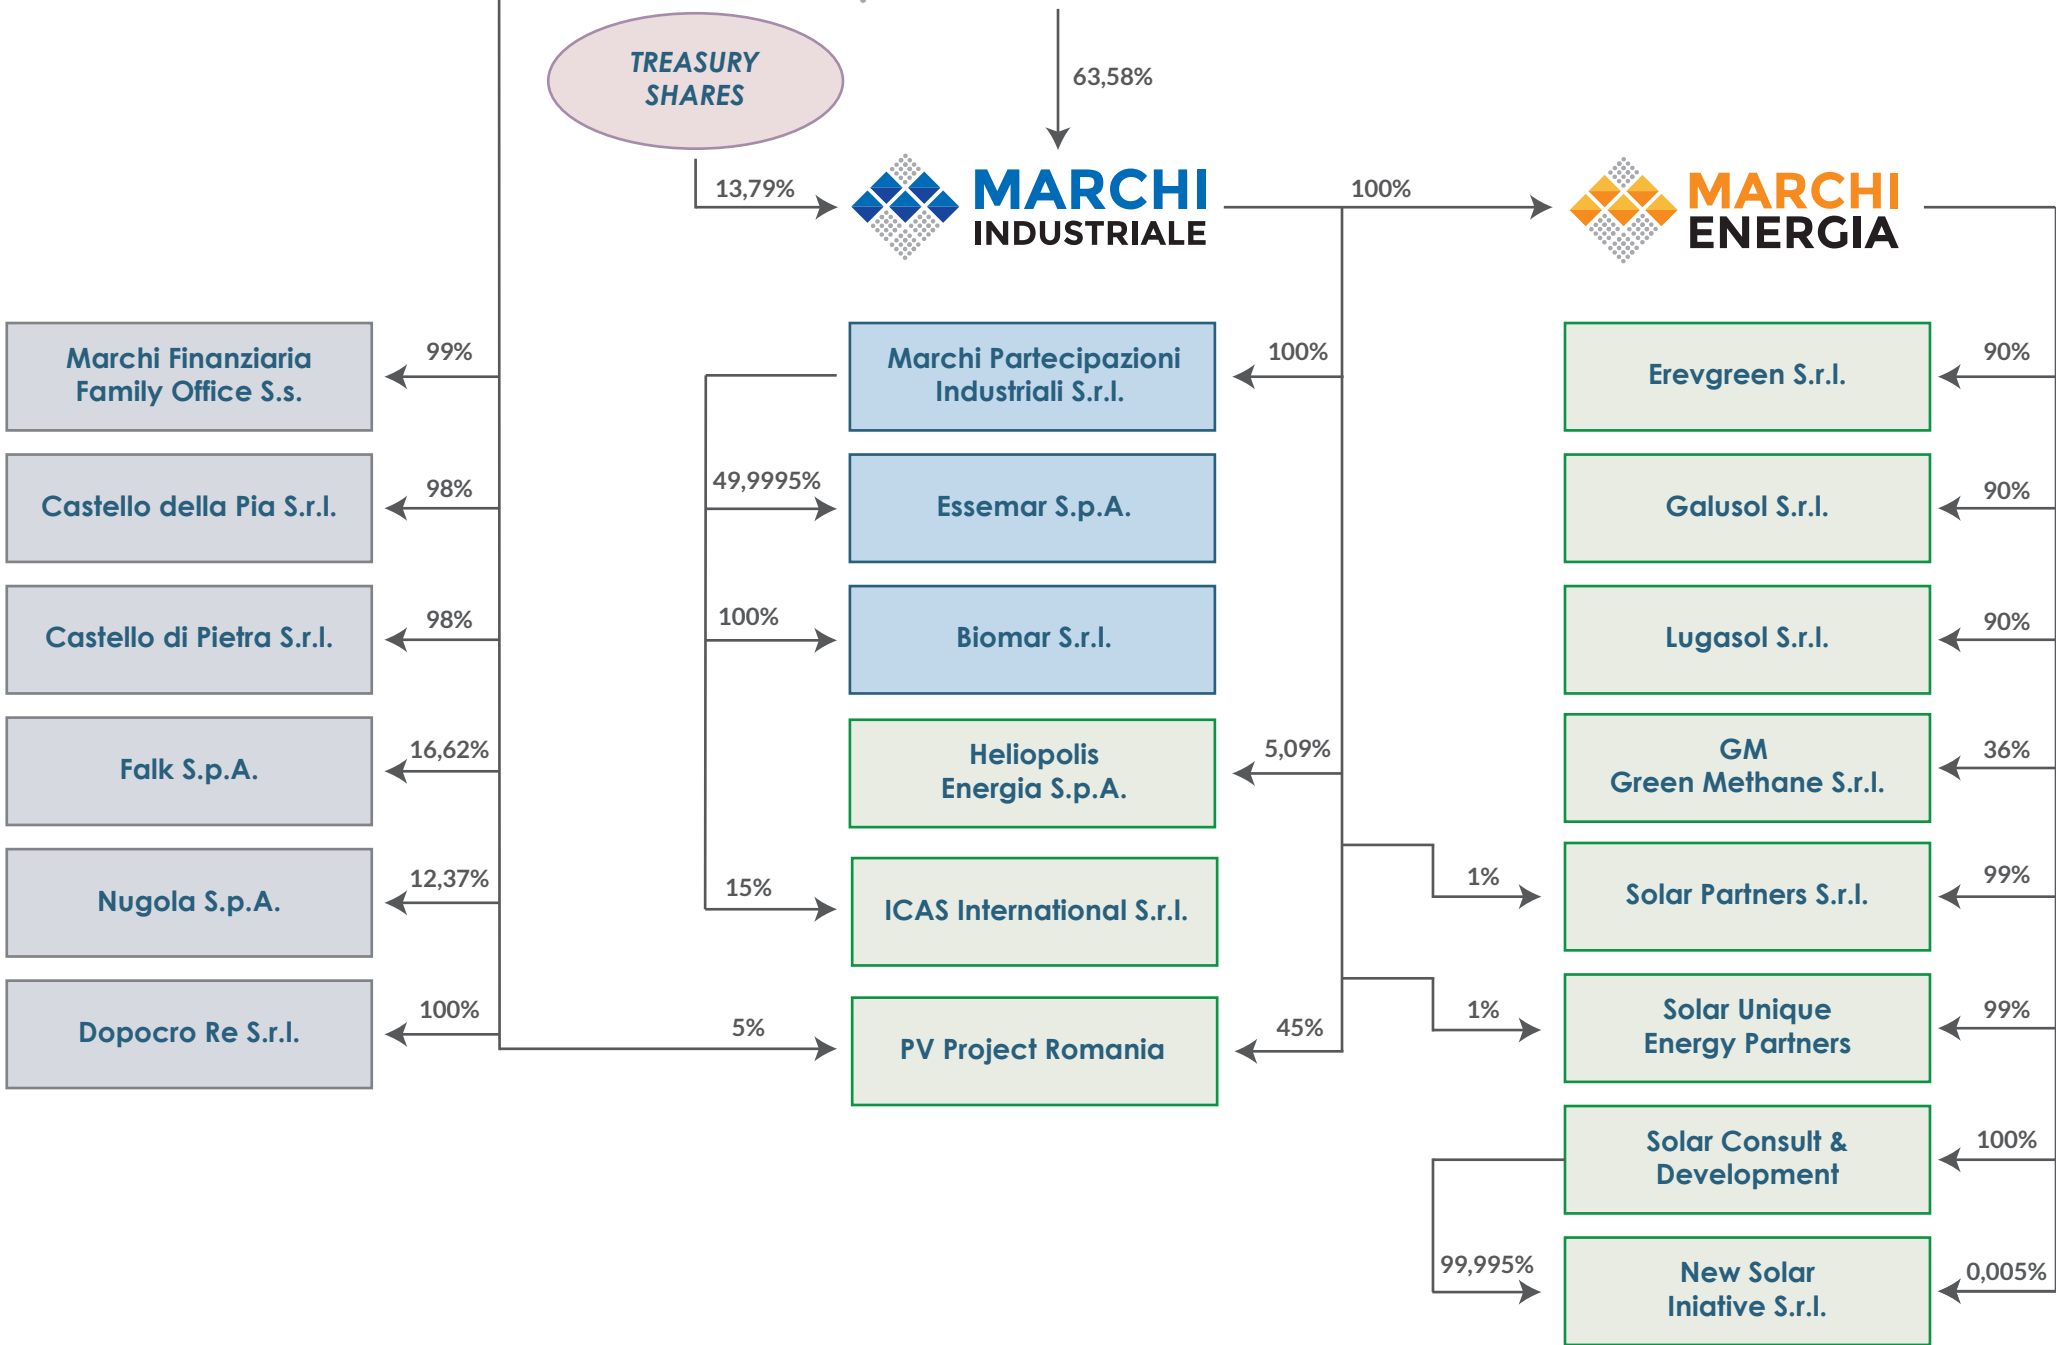 TREASURY
SHARES
63,58%
13,79%
MARCHI
INDUSTRIALE
100%
MARCHI
ENERGIA
Marchi Finanziaria
Family Office S.s.
99%
Marchi Partecipazioni
Industriali S.r.l.
100%
Erevgreen S.r.l.
90%
Castello della Pia S.r.l.
98%
49,9995%
Essemar S.p.A.
Galusol S.r.l.
90%
Castello di Pietra S.r.l.
98%
100%
Biomar S.r.l.
Lugasol S.r.l.
90%
Falk S.p.A.
16,62%
Heliopolis
Energia S.p.A.
5,09%
GM
Green Methane S.r.l.
36%
Nugola S.p.A.
12,37%
15%
ICAS International S.r.l.
1%
Solar Partners S.r.l.
99%
Dopocro Re S.r.l.
100%
5%
PV Project Romania
45%
1%
Solar Unique
Energy Partners
99%
Solar Consult &
Development
100%
99,995%
New Solar
Iniative S.r.l.
0,005%